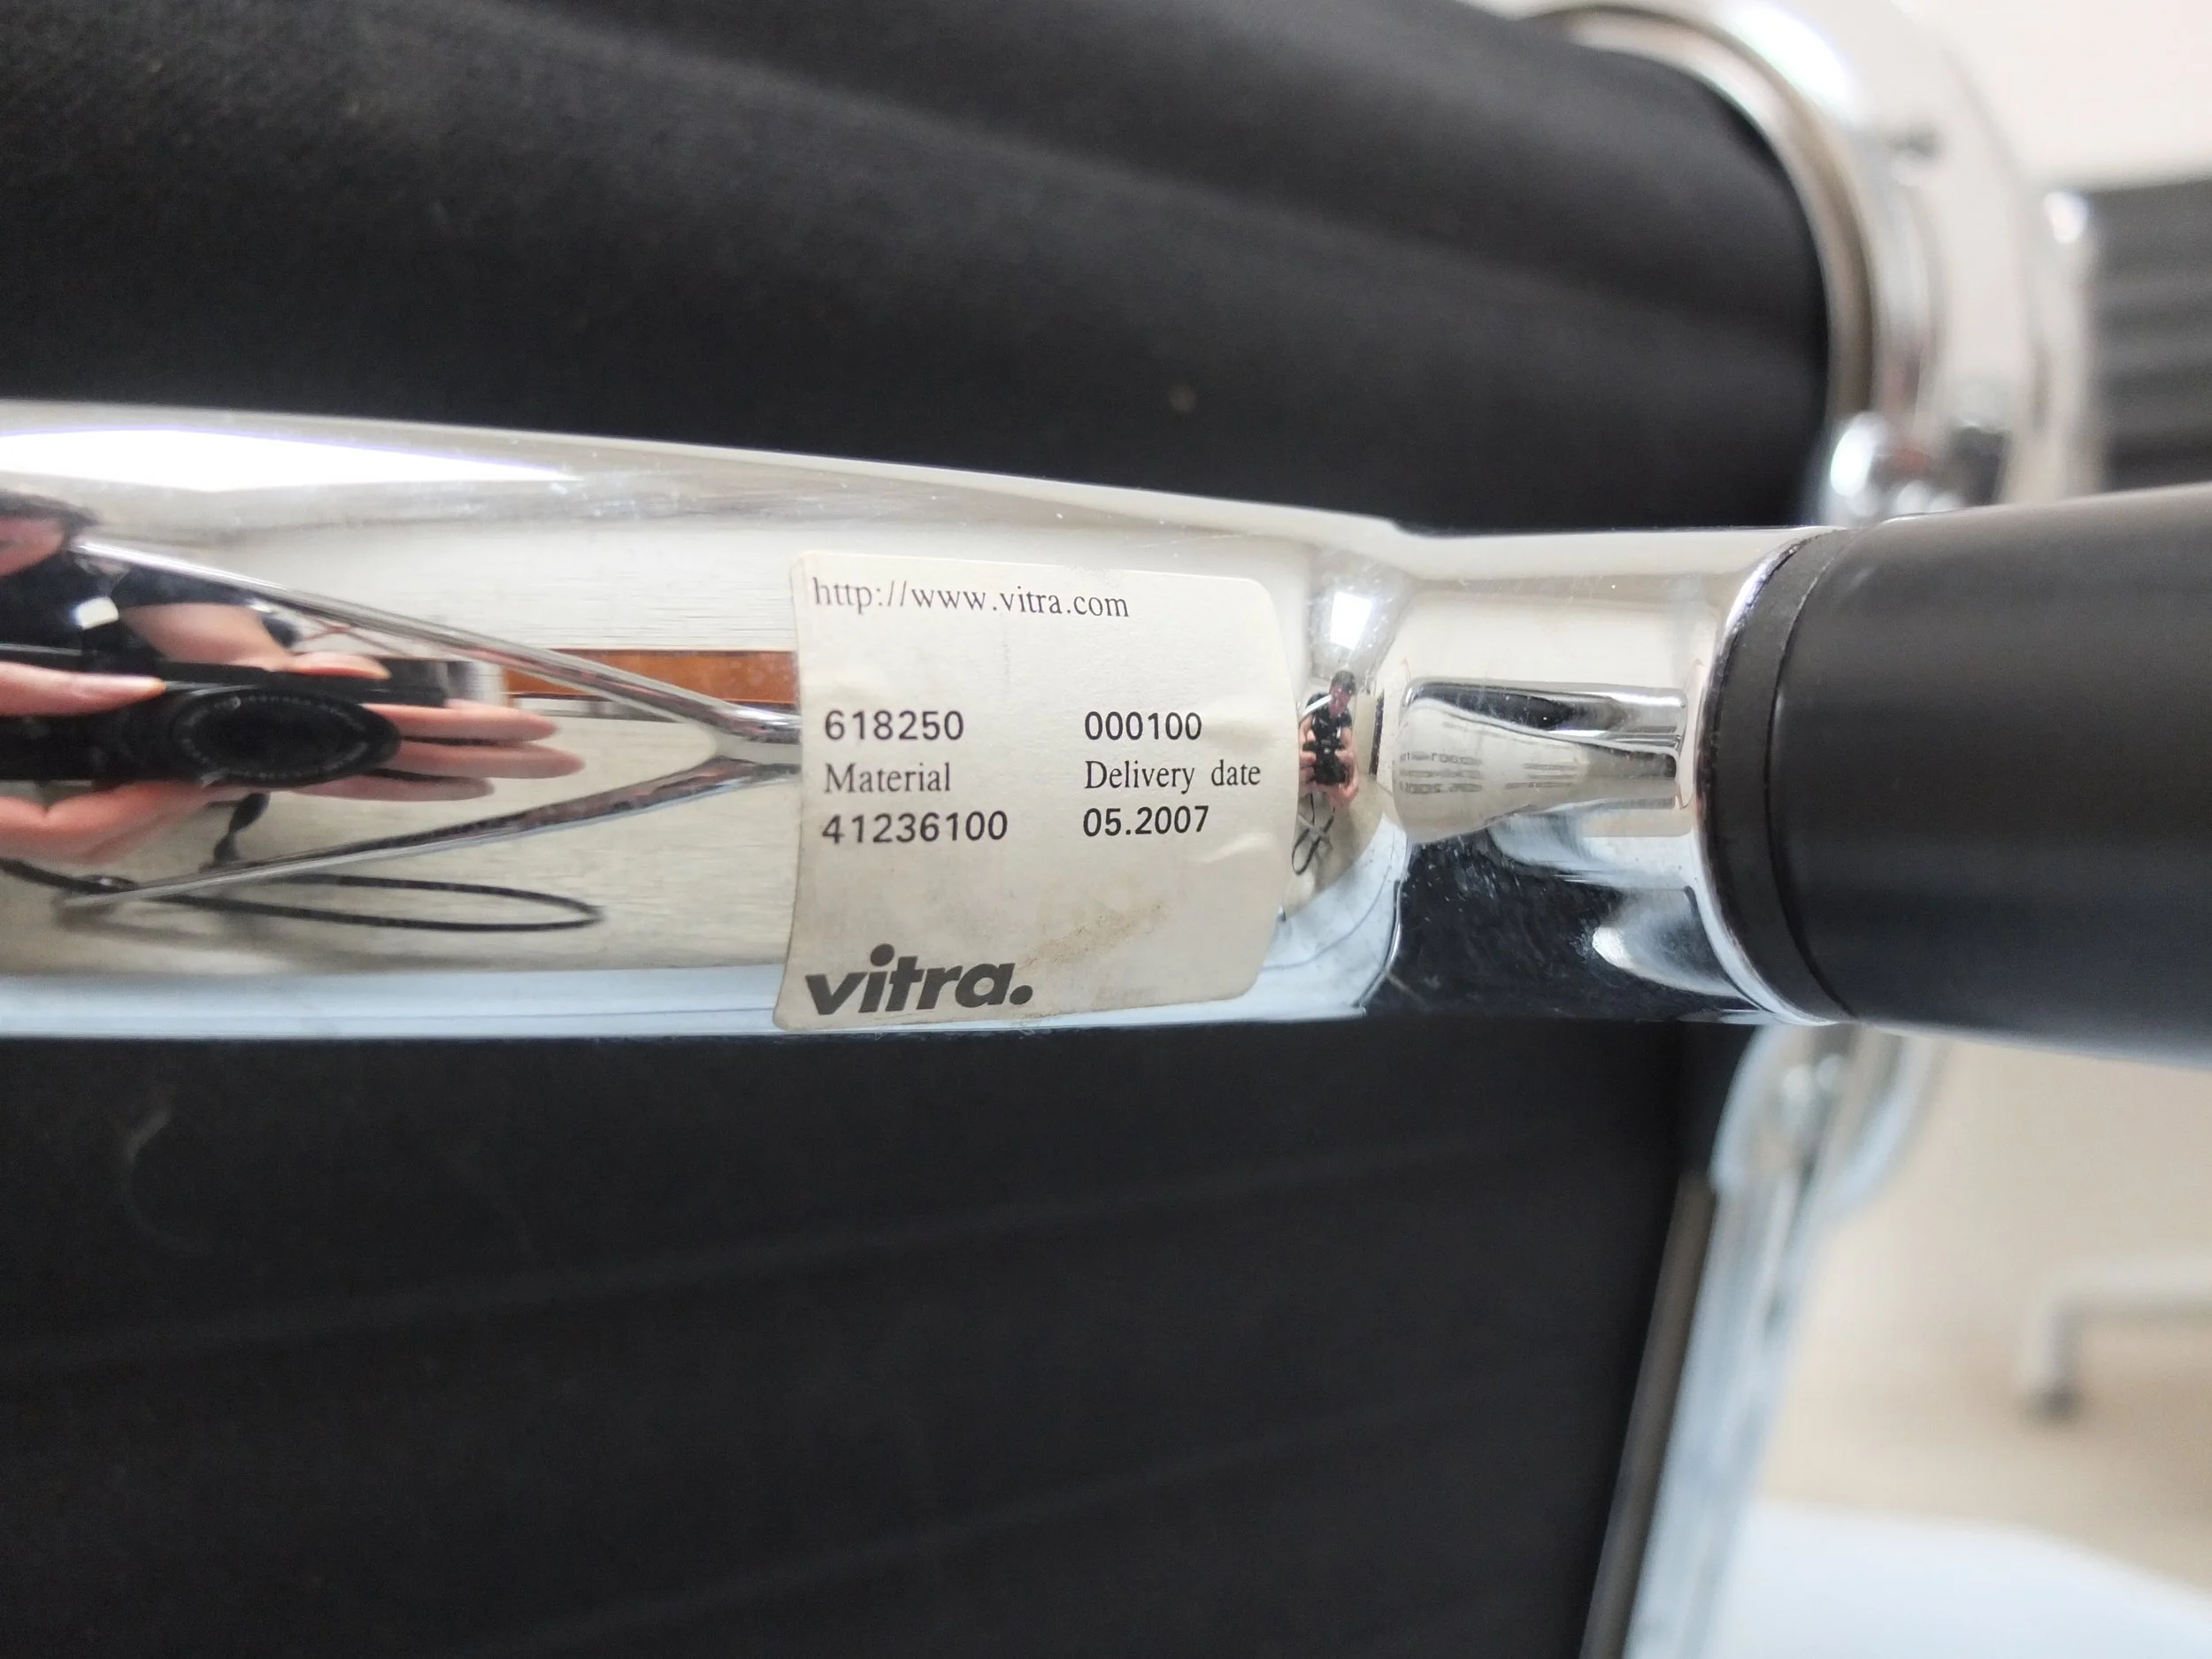 http://www.vitra.com
618250 000100
Material Delivery date
41236100 05.2007
vitra.